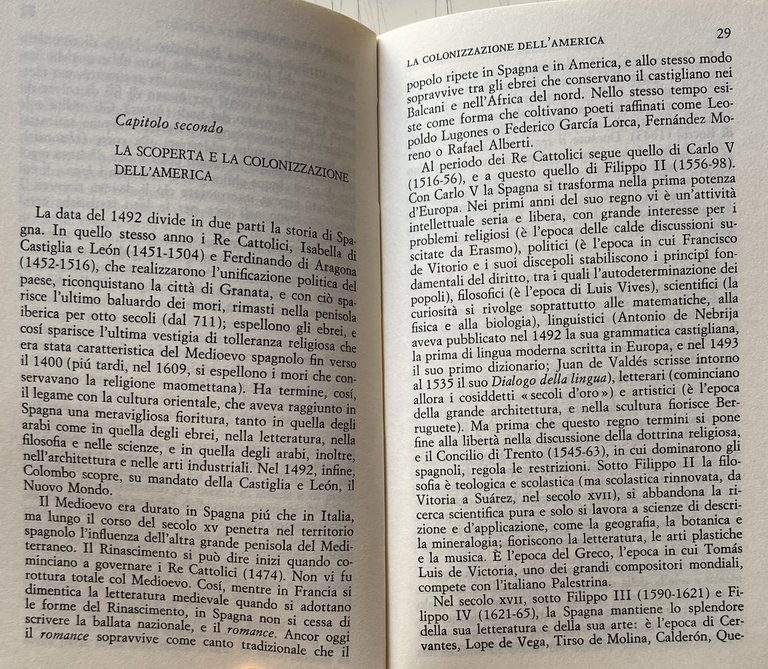 Capitolo secondo
LA SCOPERTA E LA COLONIZZAZIONE
DELL'AMERICA
La data del 1492 divide in due parti la storia di Spa-
gna. In quello stesso anno i Re Cattolici, Isabella di
Castiglia e León (1451-1504) e Ferdinando di Aragona
(1452-1516), che realizzarono l'unificazione politica del
paese, riconquistano la città di Granata, e con ciò spa-
risce l'ultimo baluardo dei mori, rimasti nella penisola
iberica per otto secoli (dal 711); espellono gli ebrei, e
cosí sparisce l'ultima vestigia di tolleranza religiosa che
era stata caratteristica del Medioevo spagnolo fin verso
il 1400 (piú tardi, nel 1609, si espellono i mori che con-
servavano la religione maomettana). Ha termine, cosí,
il legame con la cultura orientale, che aveva raggiunto in
Spagna una meravigliosa fioritura, tanto in quella degli
arabi come in quella degli ebrei, nella letteratura, nella
filosofia e nelle scienze, e in quella degli arabi, inoltre,
nell'architettura e nelle arti industriali. Nel 1492, infine,
Colombo scopre, su mandato della Castiglia e León, il
Nuovo Mondo.
Il Medioevo era durato in Spagna piú che in Italia,
ma lungo il corso del secolo XV penetra nel territorio
spagnolo l'influenza dell'altra grande penisola del Medi-
terraneo. Il Rinascimento si può dire inizi quando co-
minciano a governare i Re Cattolici (1474). Non vi fu
rottura totale col Medioevo. Cosí, mentre in Francia si
dimentica la letteratura medievale quando si adottano
le forme del Rinascimento, in Spagna non si cessa di
scrivere la ballata nazionale, e il romance. Ancor oggi
il romance sopravvive come canto tradizionale che il
LA COLONIZZAZIONE DELL'AMERICA 29
popolo ripete in Spagna e in America, e allo stesso modo
sopravvive tra gli ebrei che conservano il castigliano nei
Balcani e nell'Africa del nord. Nello stesso tempo esi-
ste come forma che coltivano poeti raffinati come Leo-
poldo Lugones o Federico García Lorca, Fernández Mo-
reno o Rafael Alberti.
Al periodo dei Re Cattolici segue quello di Carlo V
(1516-56), e a questo quello di Filippo II (1556-98).
Con Carlo V la Spagna si trasforma nella prima potenza
d'Europa. Nei primi anni del suo regno vi è un'attività
intellettuale seria e libera, con grande interesse per i
problemi religiosi (è l'epoca delle calde discussioni su-
scitate da Erasmo), politici (è l'epoca in cui Francisco
de Vitorio e i suoi discepoli stabiliscono i principî fon-
damentali del diritto, tra i quali l'autodeterminazione dei
popoli), filosofici (è l'epoca di Luis Vives), scientifici (la
curiosità si rivolge soprattutto alle matematiche, alla
fisica e alla biologia), linguistici (Antonio de Nebrija
aveva pubblicato nel 1492 la sua grammatica castigliana,
la prima di lingua moderna scritta in Europa, e nel 1493
il suo primo dizionario; Juan de Valdés scrisse intorno
al 1535 il suo Dialogo della lingua), letterari (cominciano
allora i cosiddetti «secoli d'oro») e artistici (è l'epoca
della grande architettura, e nella scultura fiorisce Ber-
ruguete). Ma prima che questo regno termini si pone
fine alla libertà nella discussione della dottrina religiosa,
e il Concilio di Trento (1545-63), in cui dominarono gli
spagnoli, regola le restrizioni. Sotto Filippo II la filo-
sofia è teologica e scolastica (ma scolastica rinnovata, da
Vitoria a Suárez, nel secolo XVII), si abbandona la ri-
cerca scientifica pura e solo si lavora a scienze di descri-
zione e d'applicazione, come la geografia, la botanica e
la mineralogia; fioriscono la letteratura, le arti plastiche
e la musica. È l'epoca del Greco, l'epoca in cui Tomás
Luis de Victoria, uno dei grandi compositori mondiali,
compete con l'italiano Palestrina.
Nel secolo XVII, sotto Filippo III (1590-1621) e Fi-
lippo IV (1621-65), la Spagna mantiene lo splendore
della sua letteratura e della sua arte: è l'epoca di Cer-
vantes, Lope de Vega, Tirso de Molina, Calderón, Que-